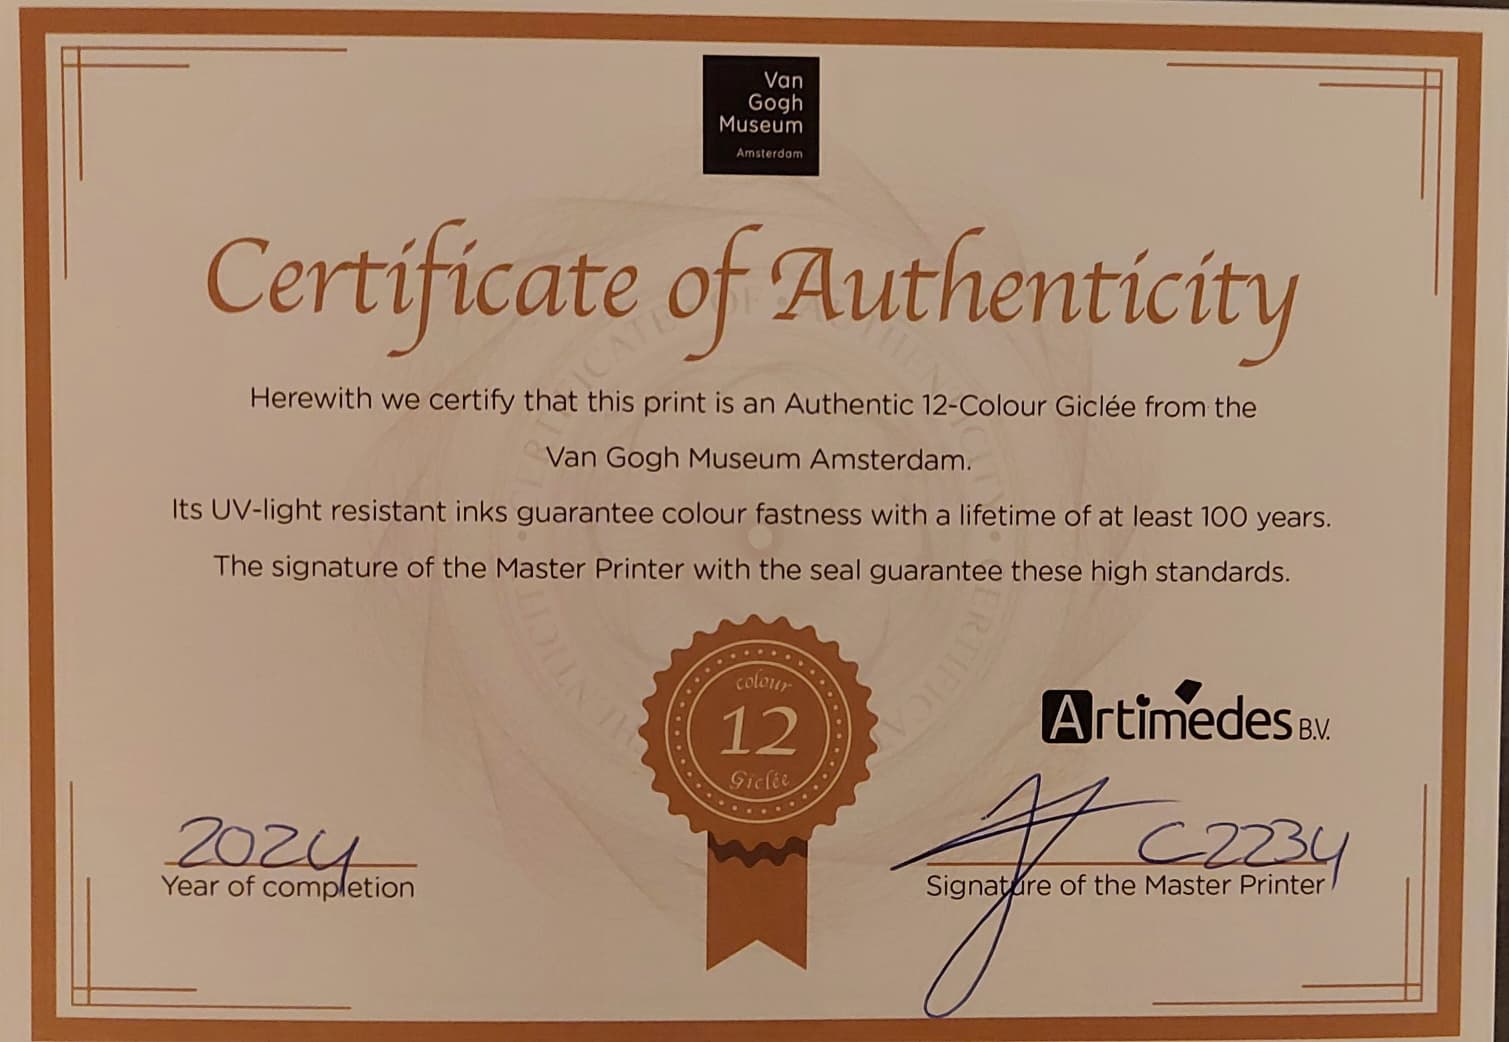 Van
Gogh
Museum
Amsterdam
Certificate of Authenticity
Herewith we certify that this print is an Authentic 12-Colour Giclée from the
Van Gogh Museum Amsterdam.
Its UV-light resistant inks guarantee colour fastness with a lifetime of at least 100 years.
The signature of the Master Printer with the seal guarantee these high standards.
colour
12
Giclée
Artimedes B.V.
2024
Year of completion
C2234
Signature of the Master Printer